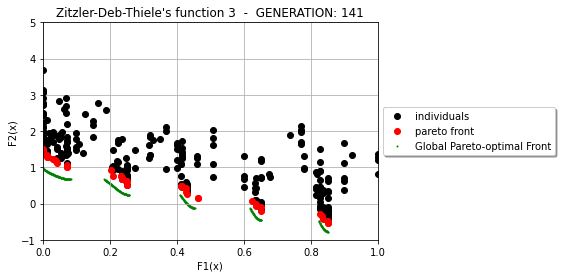 Zitzler-Deb-Thiele's function 3 - GENERATION: 141
5
4
3
2
1
0
−1
F2(x)
0.0 0.2 0.4 0.6 0.8 1.0
F1(x)
individuals
pareto front
Global Pareto-optimal Front